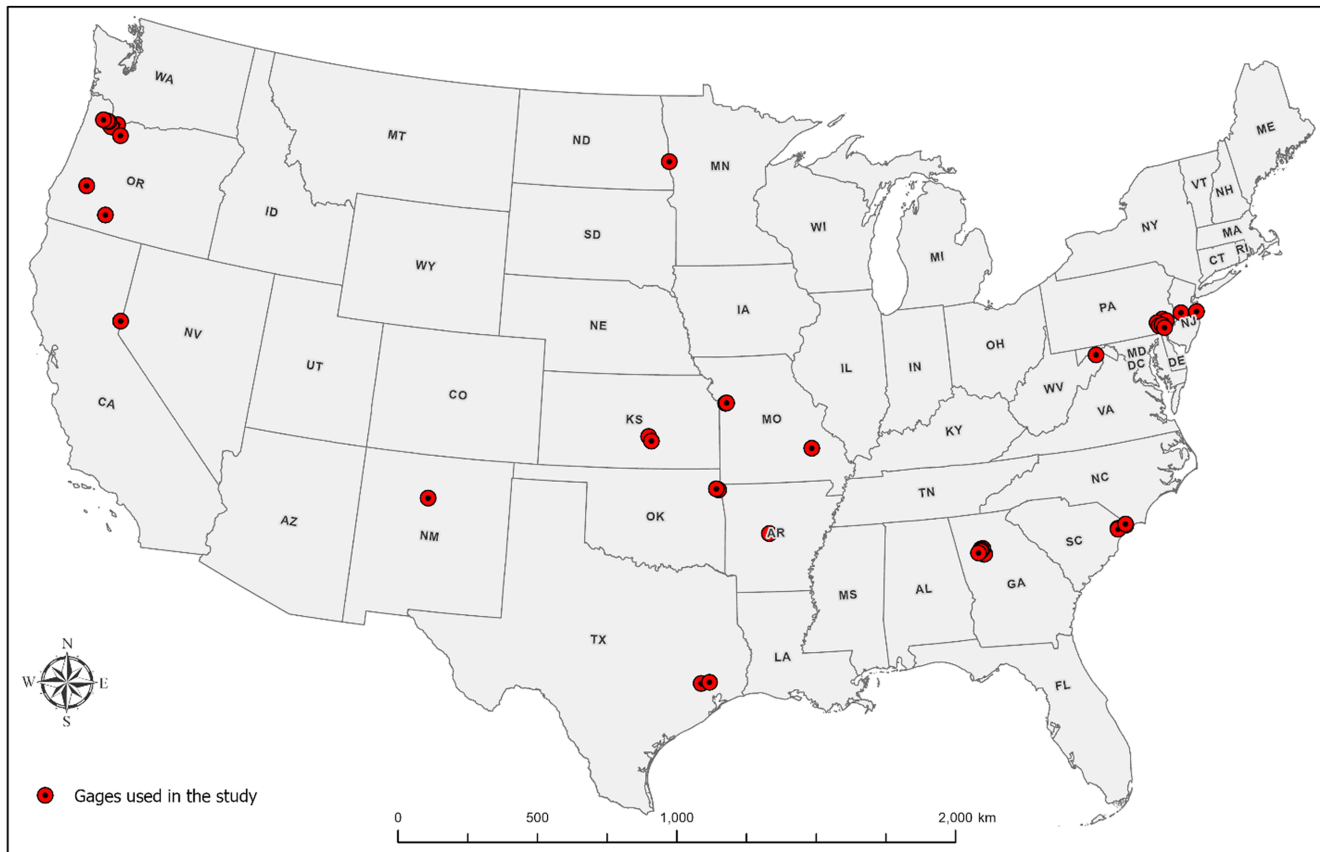 WA
MT
ND
MN
ME
OR
ID
SD
WI
VT
NH
NY
MA
CT
RI
WY
MI
IA
PA
NV
NE
NJ
UT
CO
IL
IN
OH
MD
DC
DE
CA
KS
MO
WV
VA
KY
AZ
NM
OK
AR
TN
NC
SC
MS
AL
GA
TX
LA
FL
N
W
E
S
Gages used in the study
0
500
1,000
2,000 km